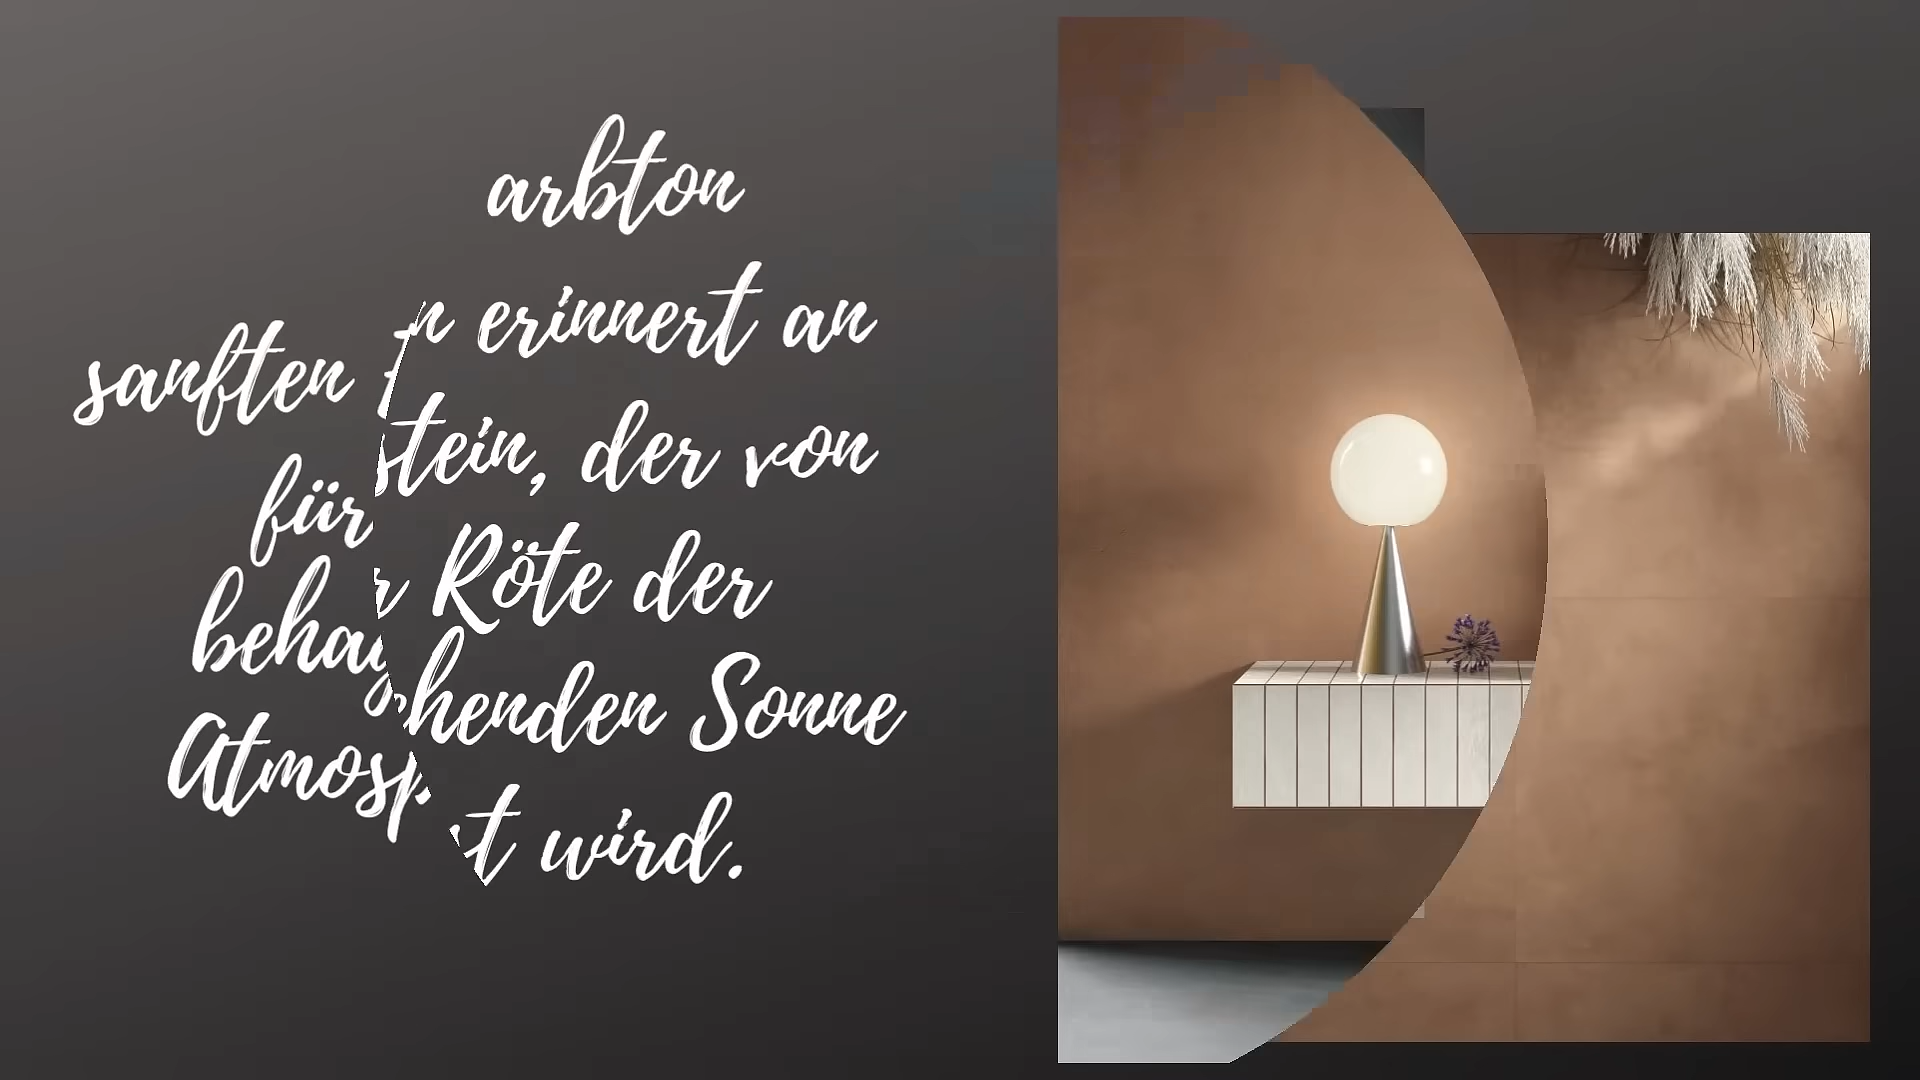 arbton
n erinnert an
sanften
stein, der von
für
r Röte der
behag
henden Sonne
Atmosp
t wird.